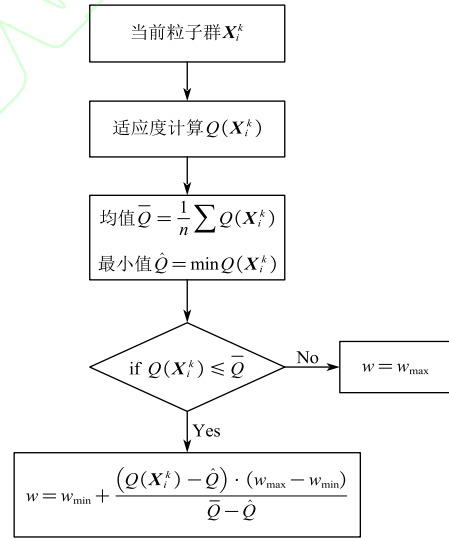 当前粒子群X_i^k
适应度计算Q(X_i^k)
均值Q̄=1/n∑Q(X_i^k)
最小值Q̂=minQ(X_i^k)
if Q(X_i^k)≤Q̄
No
w=w_max
Yes
w=w_min+(Q(X_i^k)−Q̂)·(w_max−w_min)/Q̄−Q̂